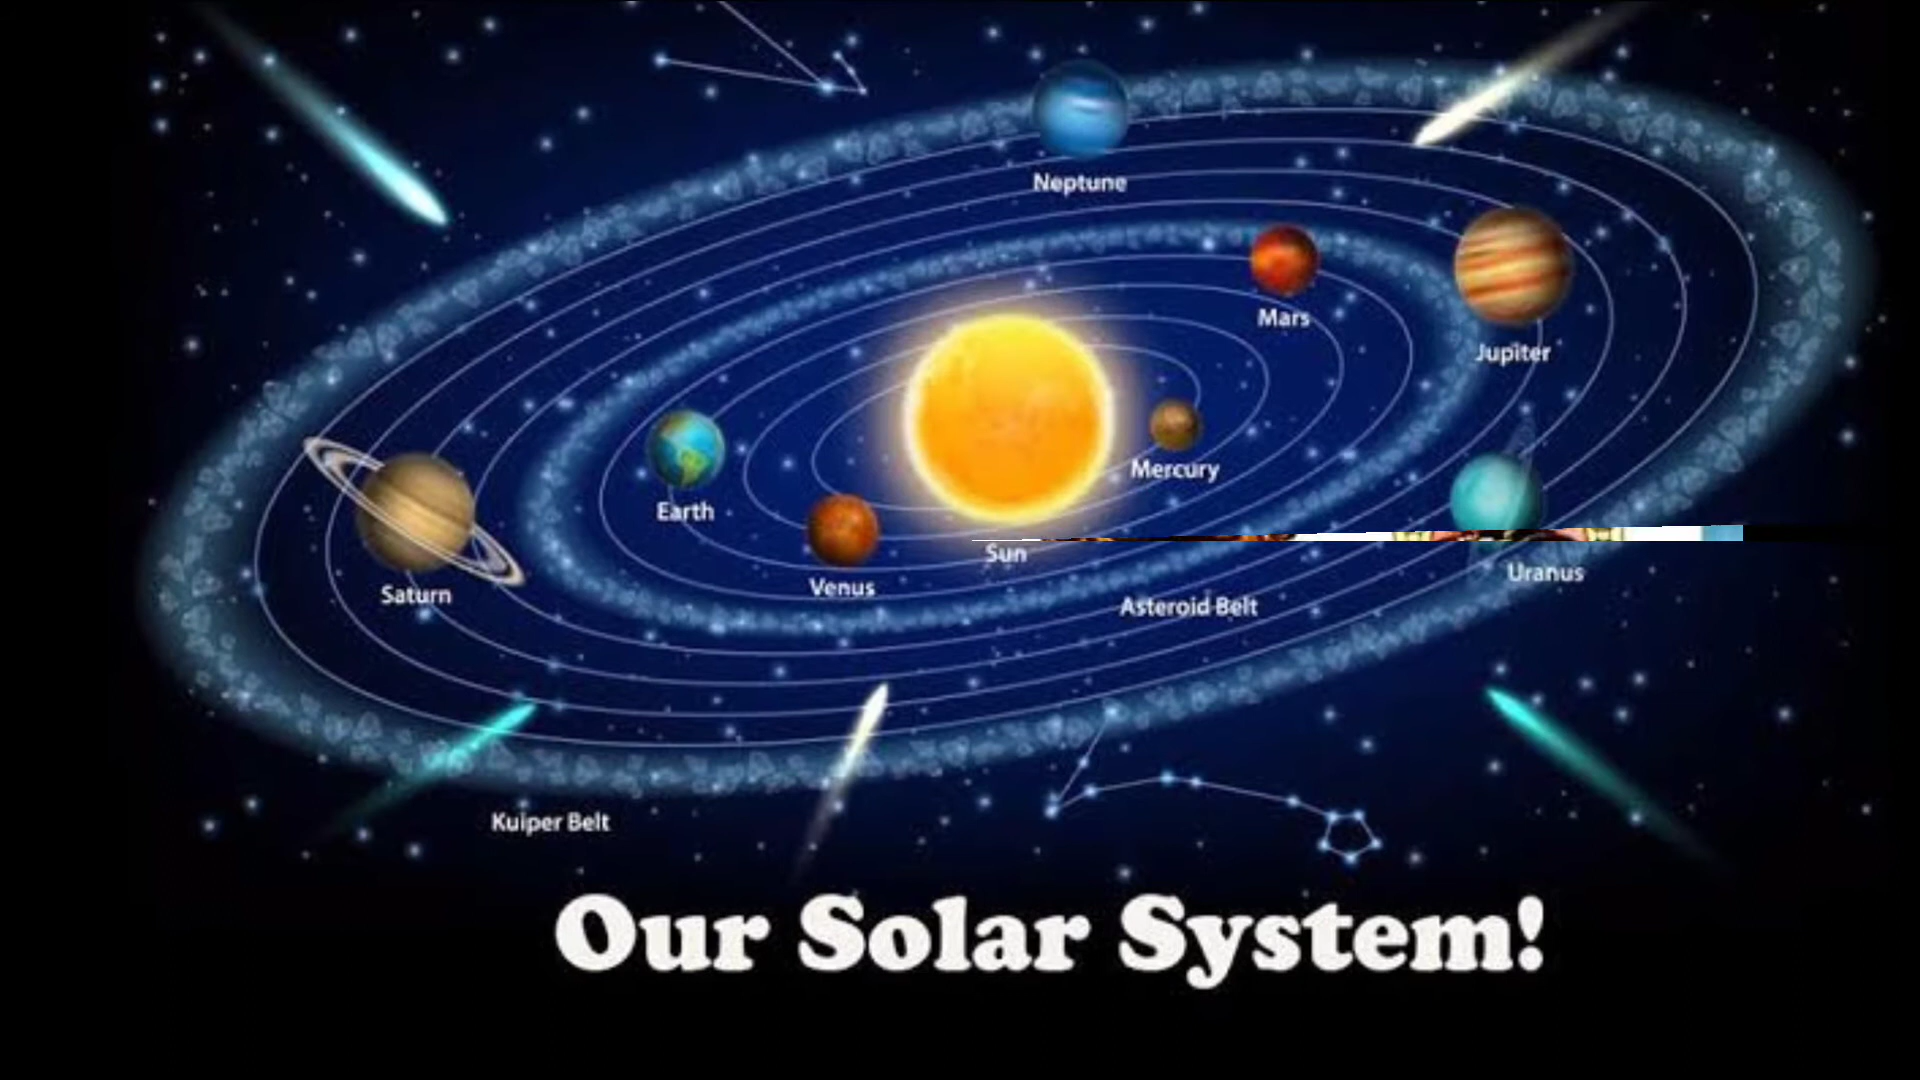 Neptune
Mars
Jupiter
Mercury
Earth
Sun
Uranus
Venus
Saturn
Asteroid Belt
Kuiper Belt
Our Solar System!